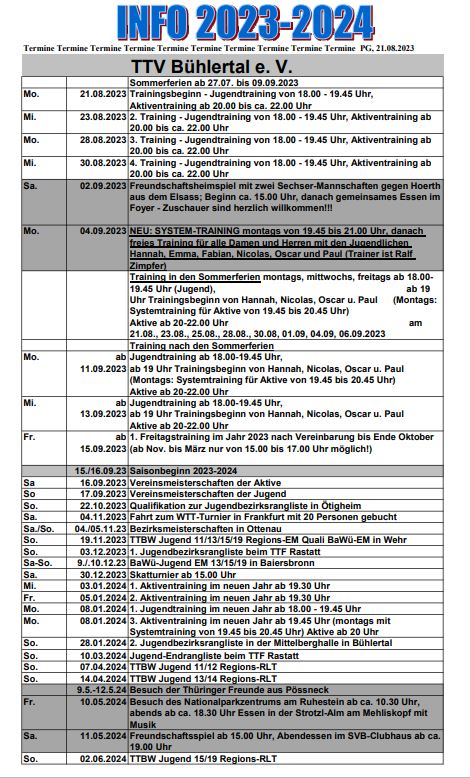 INFO 2023-2024
Termine Termine Termine Termine Termine Termine Termine Termine Termine Termine PG, 21.08.2023
TTV Bühlertal e. V.
Sommerferien ab 27.07. bis 09.09.2023
Mo. 21.08.2023 Trainingsbeginn - Jugendtraining von 18.00 - 19.45 Uhr,
Aktiventraining ab 20.00 bis ca. 22.00 Uhr
Mi. 23.08.2023 2. Training - Jugendtraining von 18.00 - 19.45 Uhr, Aktiventraining ab
20.00 bis ca. 22.00 Uhr
Mo. 28.08.2023 3. Training - Jugendtraining von 18.00 - 19.45 Uhr, Aktiventraining ab
20.00 bis ca. 22.00 Uhr
Mi. 30.08.2023 4. Training - Jugendtraining von 18.00 - 19.45 Uhr, Aktiventraining ab
20.00 bis ca. 22.00 Uhr
Sa. 02.09.2023 Freundschaftsheimspiel mit zwei Sechser-Mannschaften gegen Hoerth
aus dem Elsass; Beginn ca. 15.00 Uhr, danach gemeinsames Essen im
Foyer - Zuschauer sind herzlich willkommen!!!
Mo. 04.09.2023 NEU: SYSTEM-TRAINING montags von 19.45 bis 21.00 Uhr, danach
freies Training für alle Damen und Herren mit den Jugendlichen
Hannah, Emma, Fabian, Nicolas, Oscar und Paul (Trainer ist Ralf
Zimpfer)
Training in den Sommerferien montags, mittwochs, freitags ab 18.00-
19.45 Uhr (Jugend), ab 19
Uhr Trainingsbeginn von Hannah, Nicolas, Oscar u. Paul (Montags:
Systemtraining für Aktive von 19.45 bis 20.45 Uhr)
Aktive ab 20-22.00 Uhr am
21.08., 23.08., 25.08., 28.08., 30.08, 01.09, 04.09, 06.09.2023
Training nach den Sommerferien
Mo. ab Jugendtraining ab 18.00-19.45 Uhr,
11.09.2023 ab 19 Uhr Trainingsbeginn von Hannah, Nicolas, Oscar u. Paul
(Montags: Systemtraining für Aktive von 19.45 bis 20.45 Uhr)
Aktive ab 20-22.00 Uhr
Mi. ab Jugendtraining ab 18.00-19.45 Uhr,
13.09.2023 ab 19 Uhr Trainingsbeginn von Hannah, Nicolas, Oscar u. Paul
Aktive ab 20-22.00 Uhr
Fr. ab 1. Freitagstraining im Jahr 2023 nach Vereinbarung bis Ende Oktober
15.09.2023 (ab Nov. bis März nur von 15.00 bis 17.00 Uhr möglich!)
15./16.09.23 Saisonbeginn 2023-2024
Sa 16.09.2023 Vereinsmeisterschaften der Aktive
So 17.09.2023 Vereinsmeisterschaften der Jugend
So 22.10.2023 Qualifikation zur Jugendbezirksrangliste in Ötigheim
Sa. 04.11.2023 Fahrt zum WTT-Turnier in Frankfurt mit 20 Personen gebucht
Sa./So. 04./05.11.23 Bezirksmeisterschaften in Ottenau
So. 19.11.2023 TTBW Jugend 11/13/15/19 Regions-EM Quali BaWü-EM in Wehr
So. 03.12.2023 1. Jugendbezirksrangliste beim TTF Rastatt
Sa-So. 9./.10.12.23 BaWü-Jugend EM 13/15/19 in Baiersbronn
Sa. 30.12.2023 Skatturnier ab 15.00 Uhr
Mi. 03.01.2024 1. Aktiventraining im neuen Jahr ab 19.30 Uhr
Fr. 05.01.2024 2. Aktiventraining im neuen Jahr ab 19.30 Uhr
Mo. 08.01.2024 1. Jugendtraining im neuen Jahr ab 18.00 - 19.45 Uhr
Mo. 08.01.2024 3. Aktiventraining im neuen Jahr ab 19.45 Uhr (montags mit
Systemtraining von 19.45 bis 20.45 Uhr) Aktive ab 20 Uhr
So. 28.01.2024 2. Jugendbezirksrangliste in der Mittelberghalle in Bühlertal
So. 10.03.2024 Jugend-Endrangliste beim TTF Rastatt
So. 07.04.2024 TTBW Jugend 11/12 Regions-RLT
So. 14.04.2024 TTBW Jugend 13/14 Regions-RLT
9.5.-12.5.24 Besuch der Thüringer Freunde aus Pössneck
Fr. 10.05.2024 Besuch des Nationalparkzentrums am Ruhestein ab ca. 10.30 Uhr,
abends ab ca. 18.30 Uhr Essen in der Strotzl-Alm am Mehliskopf mit
Musik
Sa. 11.05.2024 Freundschaftsspiel ab 15.00 Uhr, Abendessen im SVB-Clubhaus ab ca.
19.00 Uhr
So. 02.06.2024 TTBW Jugend 15/19 Regions-RLT